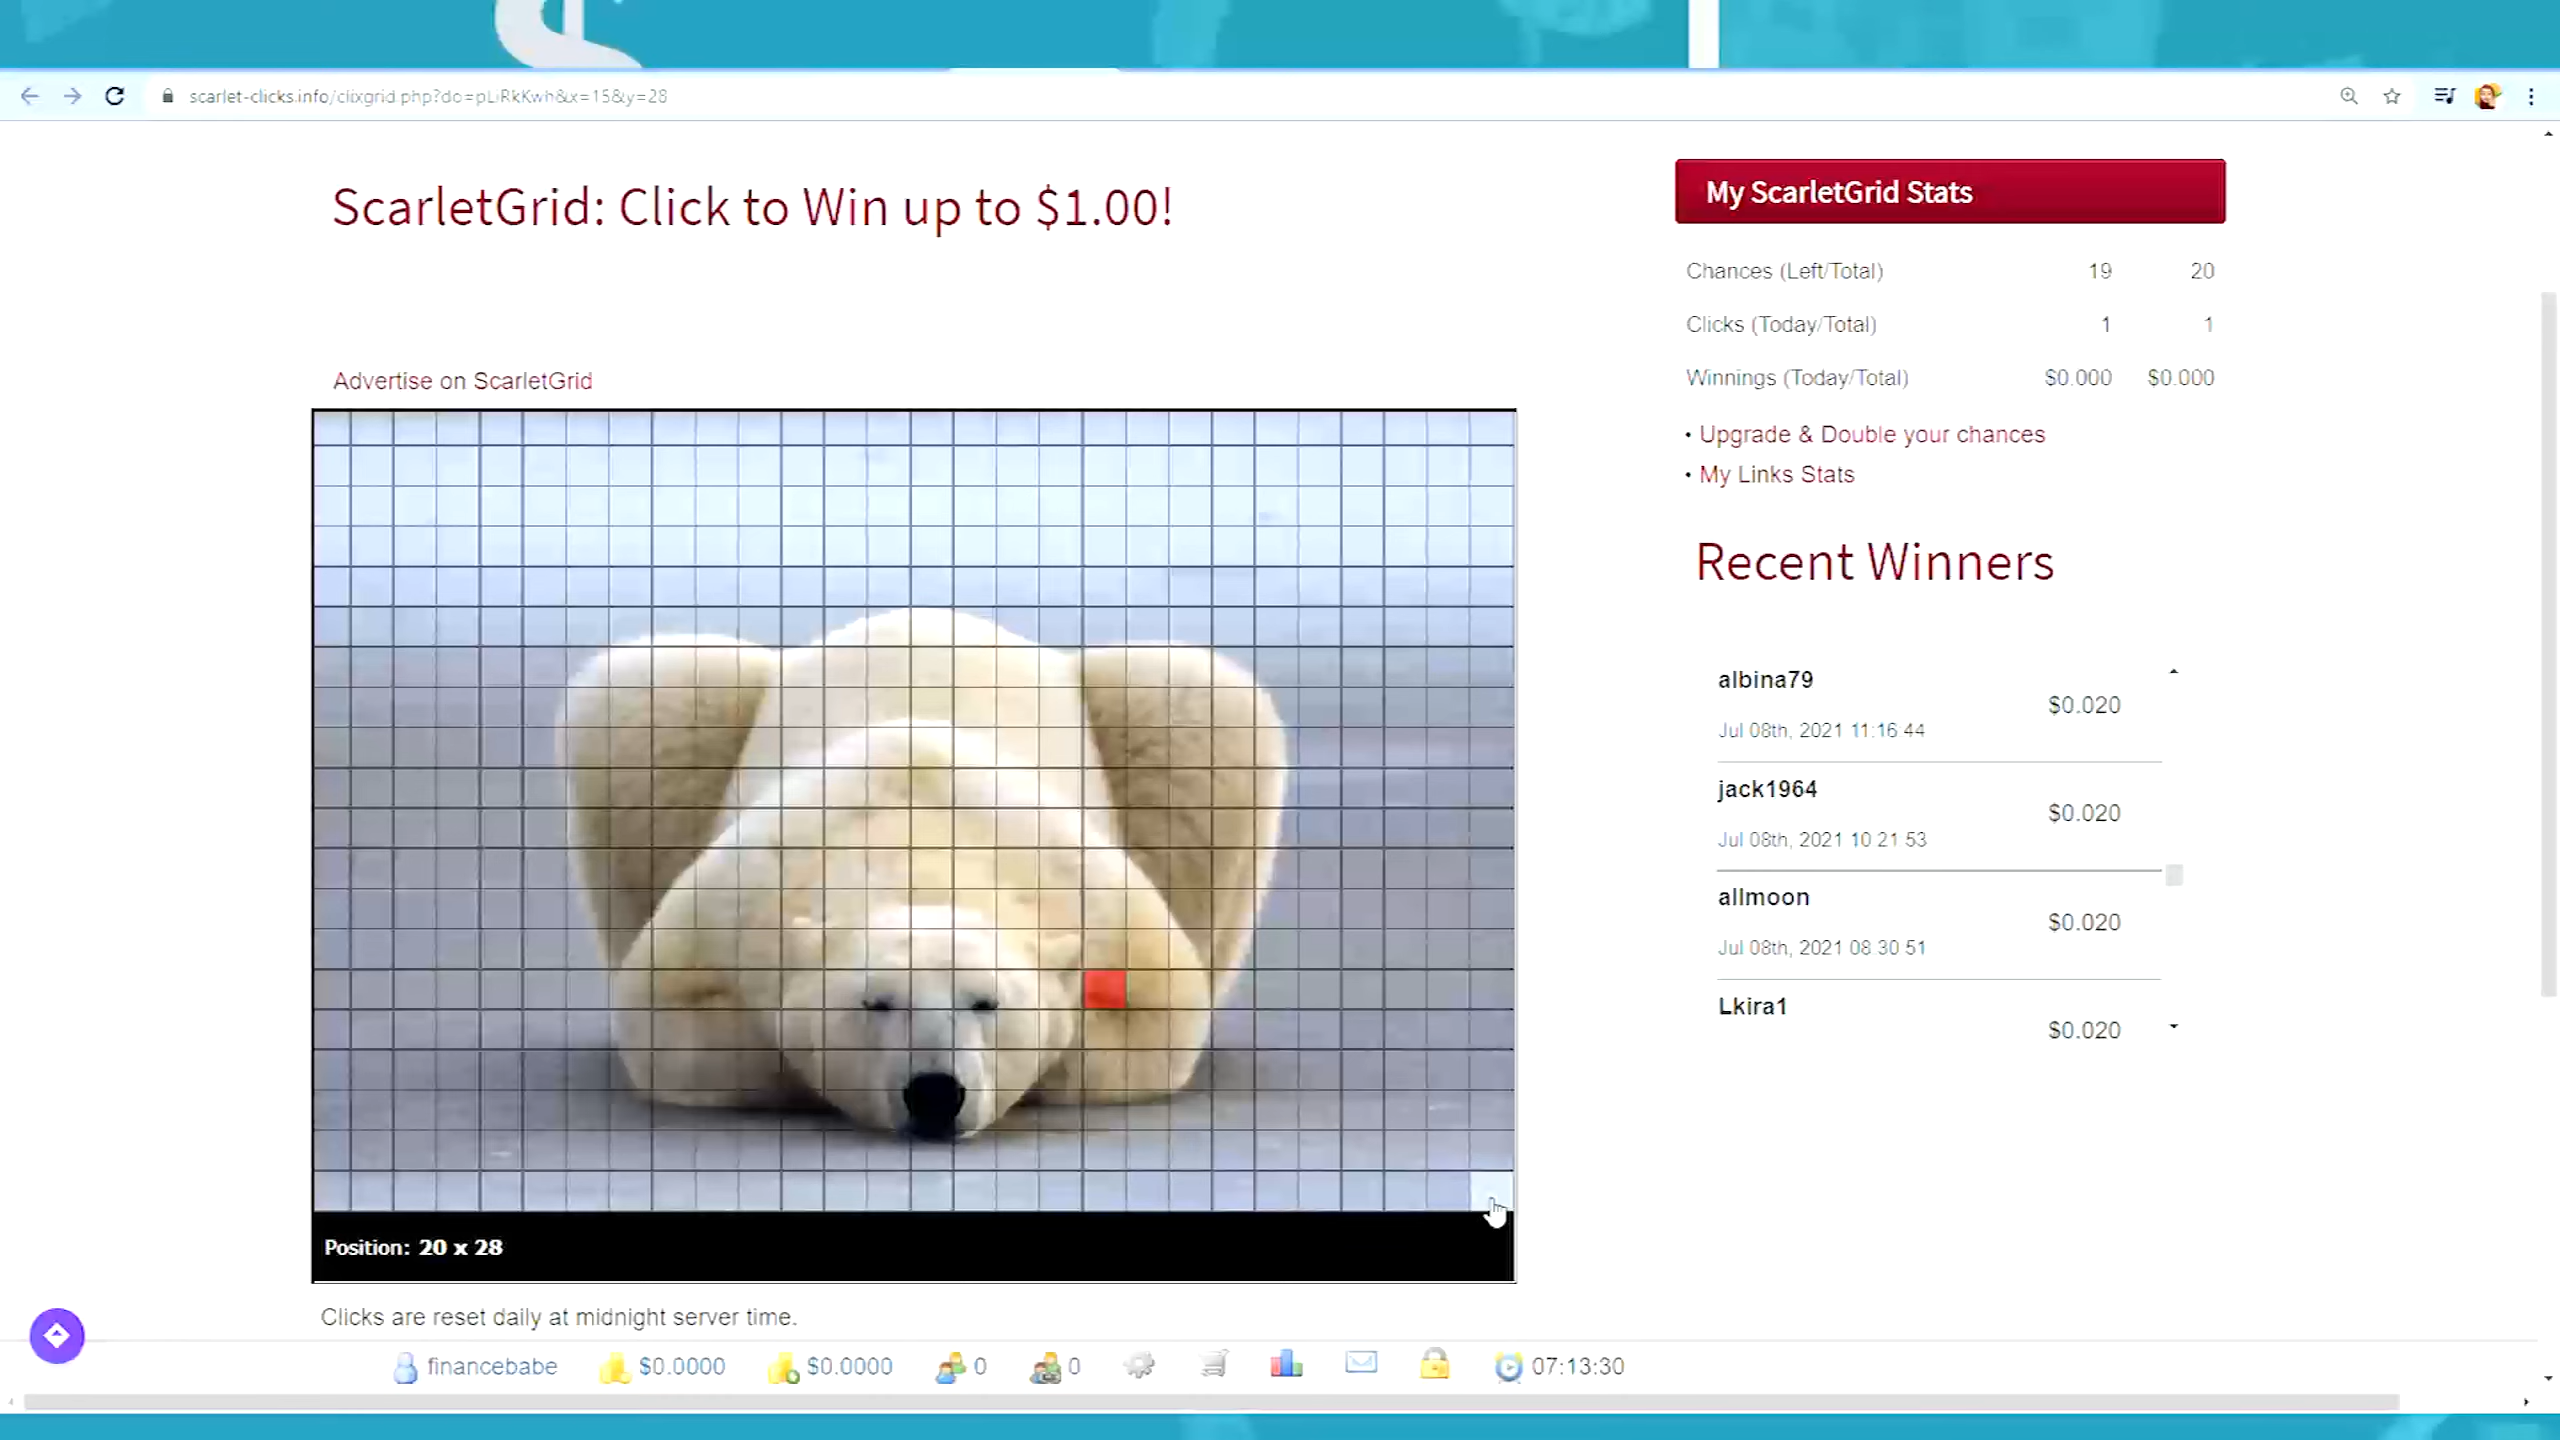 scarlet-clicks.info/clixgrid.php?do=pLiRkKwh&x=15&y=28
ScarletGrid: Click to Win up to $1.00!
Advertise on ScarletGrid
Position: 20 x 28
Clicks are reset daily at midnight server time.
My ScarletGrid Stats
Chances (Left/Total) 19 20
Clicks (Today/Total) 1 1
Winnings (Today/Total) $0.000 $0.000
• Upgrade & Double your chances
• My Links Stats
Recent Winners
albina79
$0.020
Jul 08th, 2021 11:16:44
jack1964
$0.020
Jul 08th, 2021 10:21:53
allmoon
$0.020
Jul 08th, 2021 08:30:51
Lkira1
$0.020
financebabe $0.0000 $0.0000 0 0 07:13:30